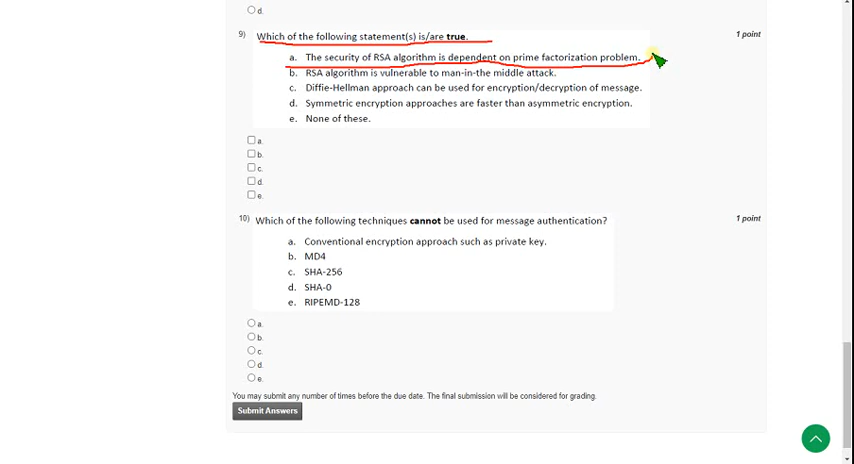 d.
9) Which of the following statement(s) is/are true. 1 point
a. The security of RSA algorithm is dependent on prime factorization problem.
b. RSA algorithm is vulnerable to man-in-the middle attack.
c. Diffie-Hellman approach can be used for encryption/decryption of message.
d. Symmetric encryption approaches are faster than asymmetric encryption.
e. None of these.
a.
b.
c.
d.
e.
10) Which of the following techniques cannot be used for message authentication? 1 point
a. Conventional encryption approach such as private key.
b. MD4
c. SHA-256
d. SHA-0
e. RIPEMD-128
a.
b.
c.
d.
e.
You may submit any number of times before the due date. The final submission will be considered for grading.
Submit Answers